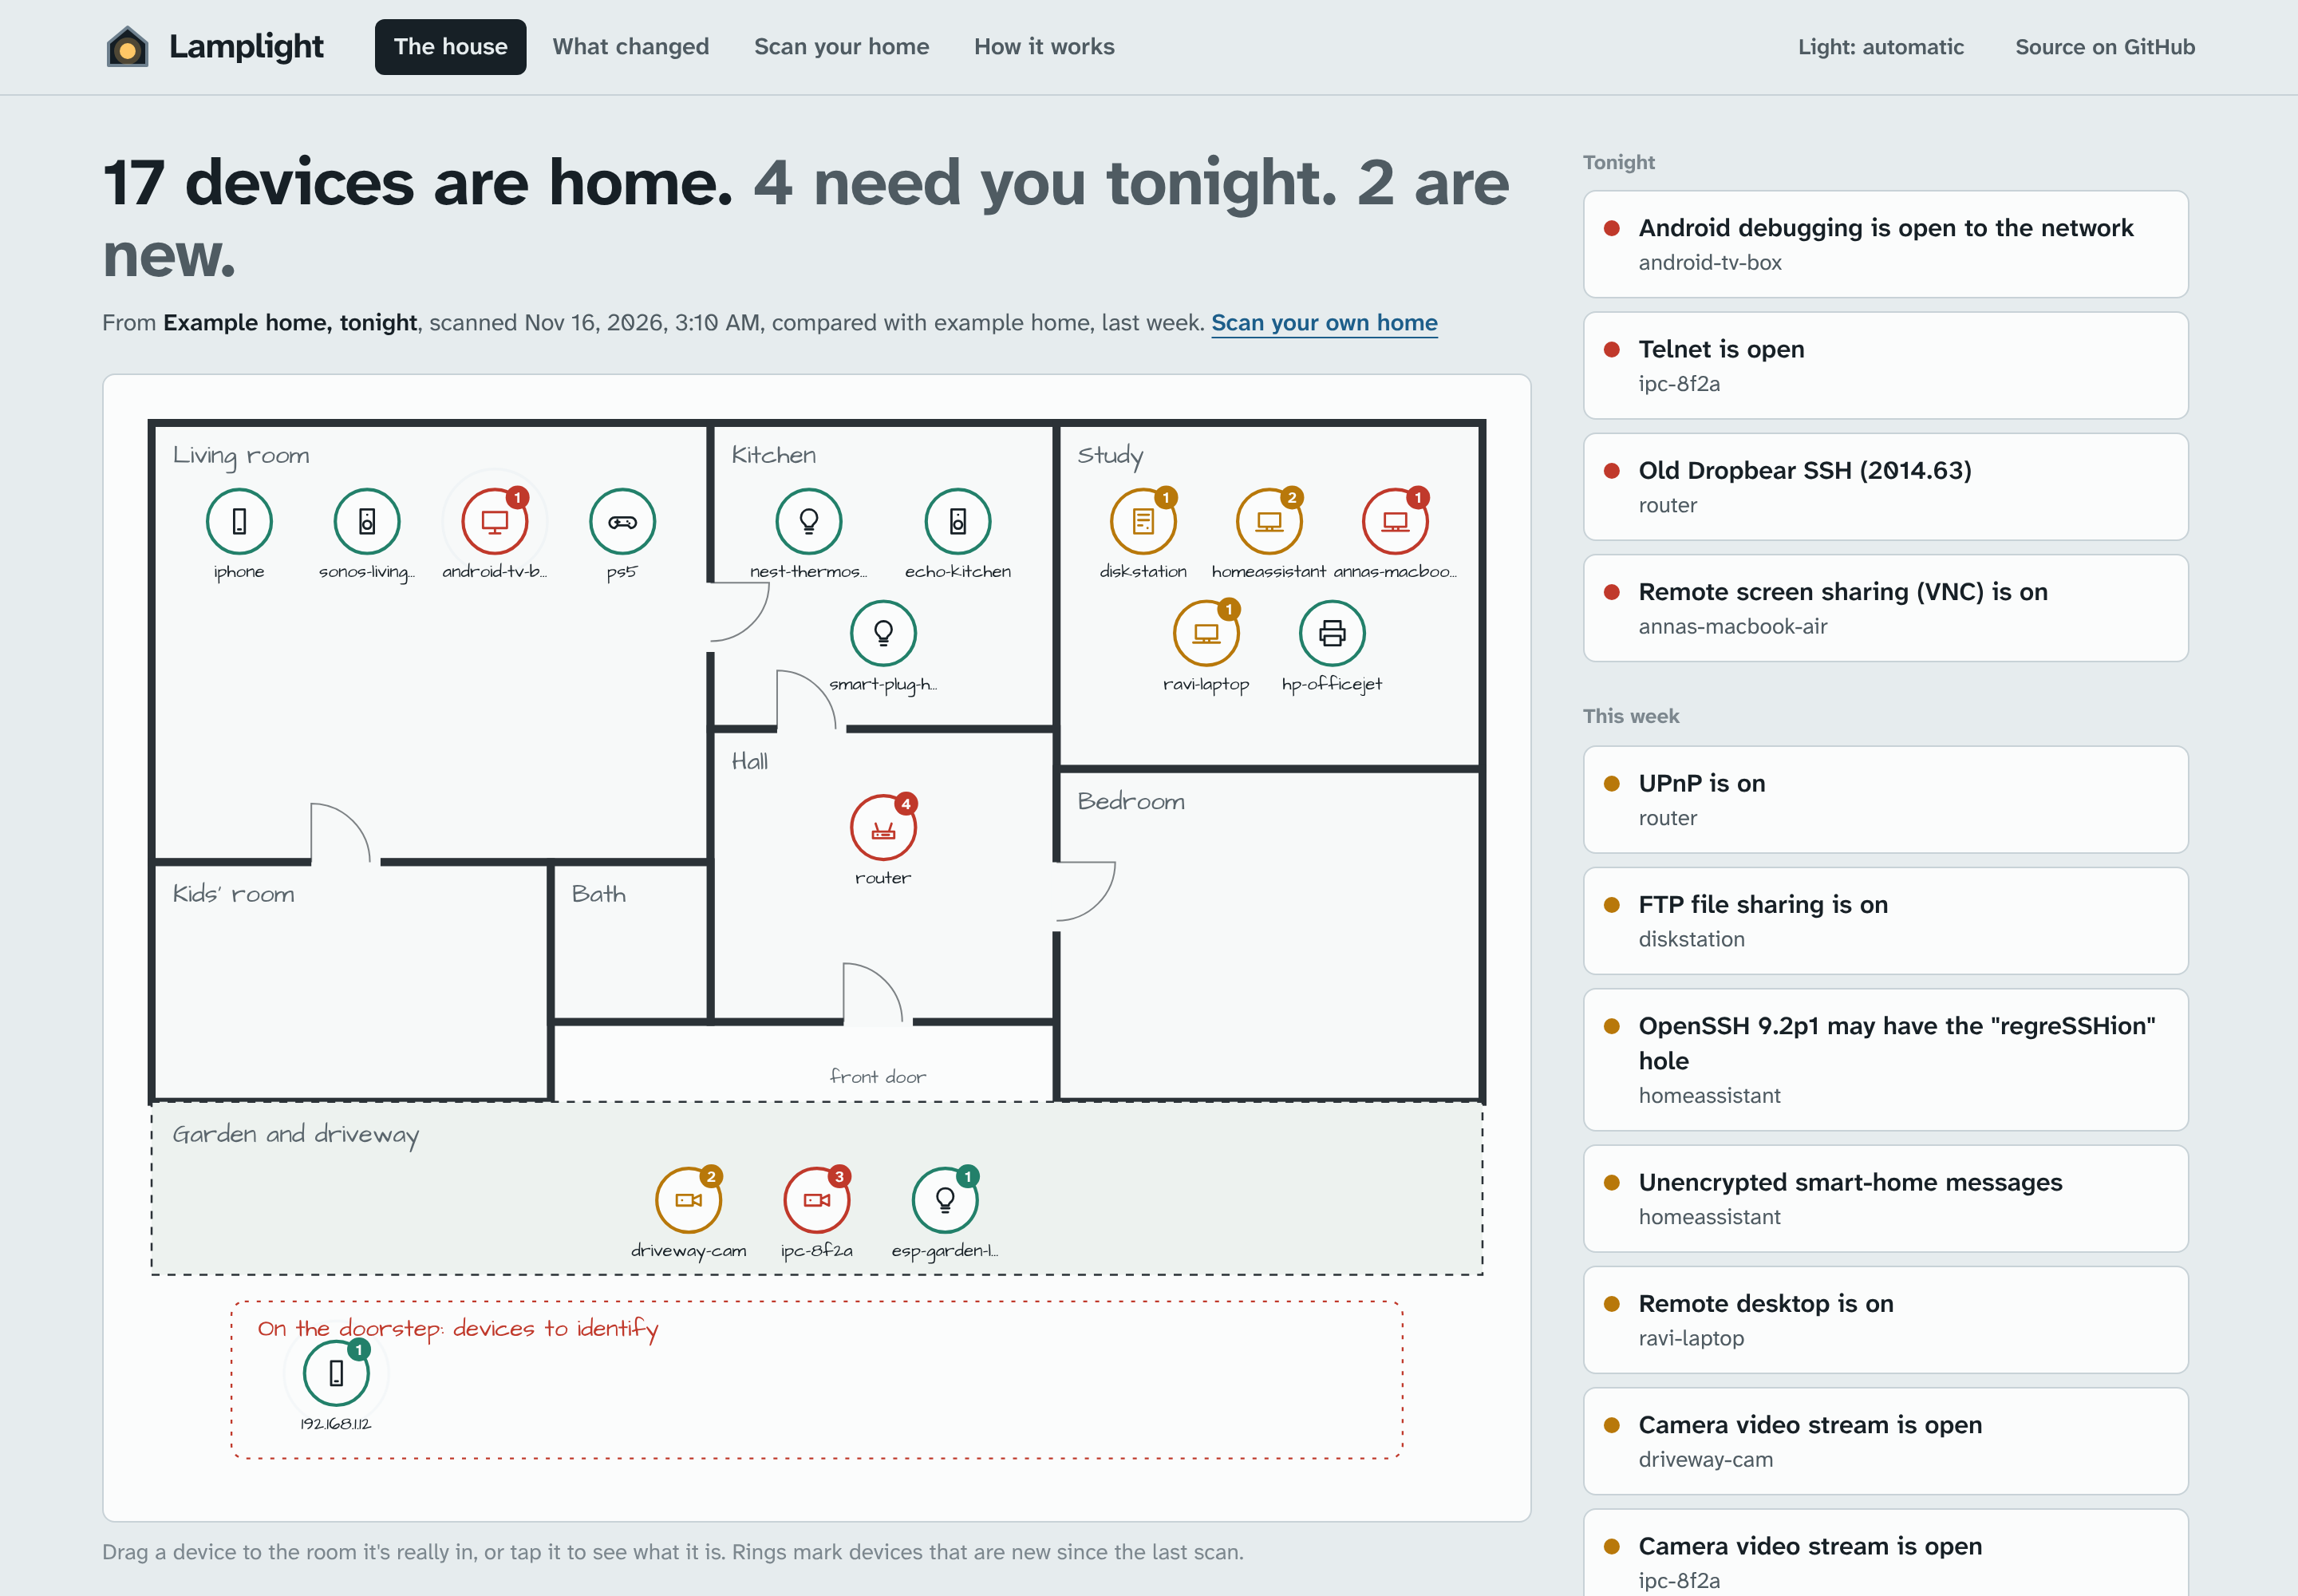 Lamplight
The house
What changed
Scan your home
How it works
Light: automatic
Source on GitHub
17 devices are home. 4 need you tonight. 2 are
new.
From Example home, tonight, scanned Nov 16, 2026, 3:10 AM, compared with example home, last week. Scan your own home
Living room
iphone
sonos-living...
1
android-tv-b...
ps5
Kitchen
nest-thermos...
echo-kitchen
smart-plug-h...
Study
1
diskstation
2
homeassistant
1
annas-macboo...
1
ravi-laptop
hp-officejet
Hall
4
router
Bedroom
Kids' room
Bath
front door
Garden and driveway
2
driveway-cam
3
ipc-8f2a
1
esp-garden-l...
On the doorstep: devices to identify
1
192.168.1.12
Drag a device to the room it's really in, or tap it to see what it is. Rings mark devices that are new since the last scan.
Tonight
Android debugging is open to the network
android-tv-box
Telnet is open
ipc-8f2a
Old Dropbear SSH (2014.63)
router
Remote screen sharing (VNC) is on
annas-macbook-air
This week
UPnP is on
router
FTP file sharing is on
diskstation
OpenSSH 9.2p1 may have the "regreSSHion"
hole
homeassistant
Unencrypted smart-home messages
homeassistant
Remote desktop is on
ravi-laptop
Camera video stream is open
driveway-cam
Camera video stream is open
ipc-8f2a